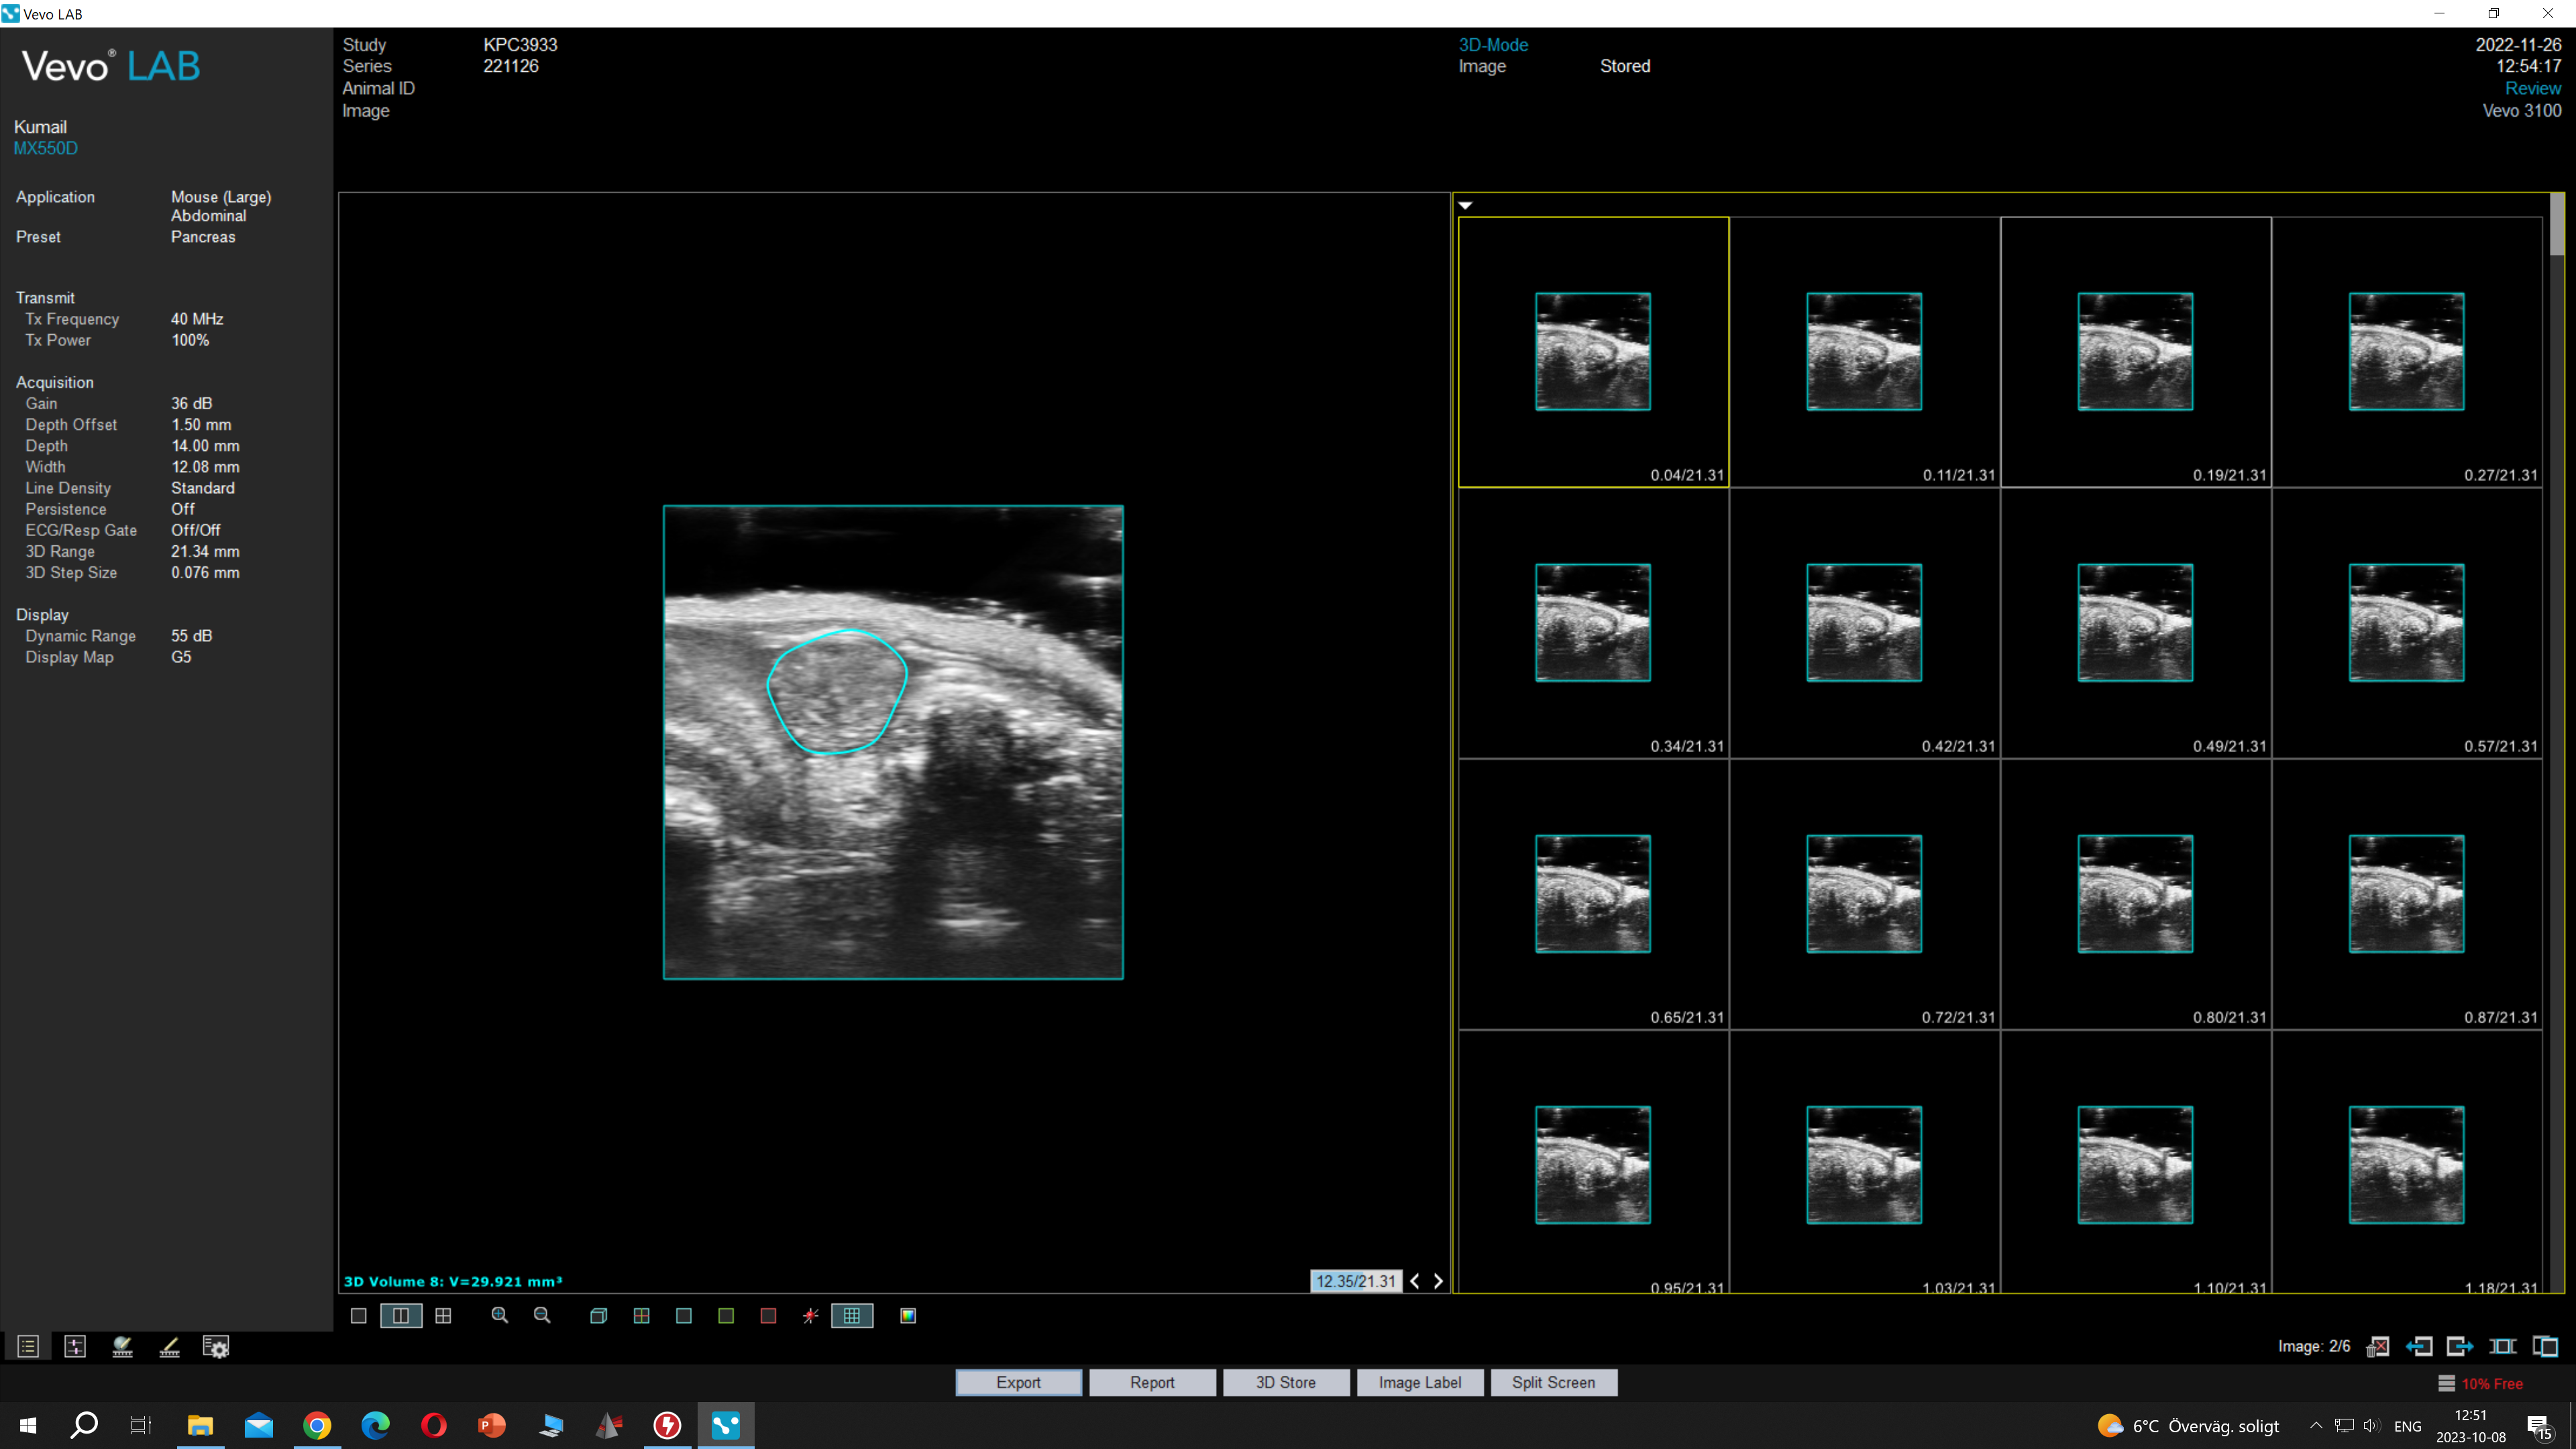 Vevo LAB
Vevo® LAB
Kumail
MX550D
Application Mouse (Large)
Abdominal
Preset Pancreas
Transmit
Tx Frequency 40 MHz
Tx Power 100%
Acquisition
Gain 36 dB
Depth Offset 1.50 mm
Depth 14.00 mm
Width 12.08 mm
Line Density Standard
Persistence Off
ECG/Resp Gate Off/Off
3D Range 21.34 mm
3D Step Size 0.076 mm
Display
Dynamic Range 55 dB
Display Map G5
Study KPC3933
Series 221126
Animal ID
Image
3D-Mode
Image Stored
2022-11-26
12:54:17
Review
Vevo 3100
3D Volume 8: V=29.921 mm³
12.35/21.31
0.04/21.31 0.11/21.31 0.19/21.31 0.27/21.31
0.34/21.31 0.42/21.31 0.49/21.31 0.57/21.31
0.65/21.31 0.72/21.31 0.80/21.31 0.87/21.31
0.95/21.31 1.03/21.31 1.10/21.31 1.18/21.31
Image: 2/6
Export Report 3D Store Image Label Split Screen
10% Free
P
6°C Överväg. soligt
ENG
12:51
2023-10-08
15